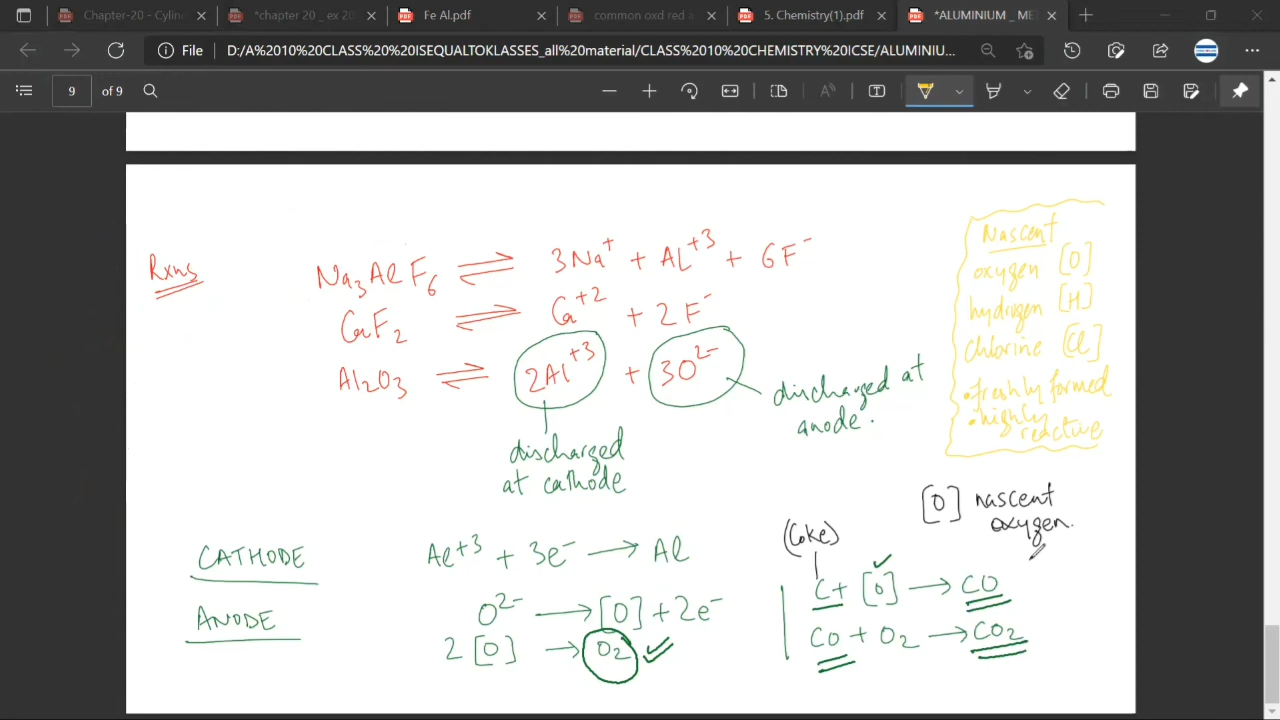 Chapter-20 - Cylin
*chapter 20 _ ex 20
Fe Al.pdf
common oxd red a
5. Chemistry(1).pdf
*ALUMINIUM _ ME
File
D:/A%2010%20CLASS%20%20ISEQUALTOKLASSES_all%20material/CLASS%2010%20CHEMISTRY%20ICSE/ALUMINIU...
9 of 9
Rxns
Na3AlF6 ⇌ 3Na+ + Al+3 + 6F-
CaF2 ⇌ Ca+2 + 2F-
Al2O3 ⇌ 2Al+3 + 3O2-
discharged at cathode
discharged at anode.
Nascent
oxygen [O]
hydrogen [H]
chlorine [Cl]
• freshly formed
• highly
reactive
[O] nascent
oxygen.
CATHODE Al+3 + 3e- → Al
ANODE O2- → [O] + 2e-
2[O] → O2
(Coke)
C + [O] → CO
CO + O2 → CO2